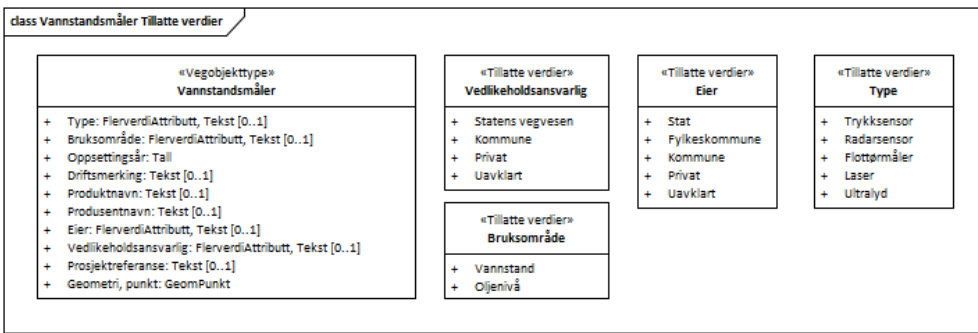 class Vannstandsmåler Tillatte verdier
«Vegobjekttype»
Vannstandsmåler
+ Type: FlerverdiAttributt, Tekst [0..1]
+ Bruksområde: FlerverdiAttributt, Tekst [0..1]
+ Oppsettingsår: Tall
+ Driftsmerking: Tekst [0..1]
+ Produktnavn: Tekst [0..1]
+ Produsentnavn: Tekst [0..1]
+ Eier: FlerverdiAttributt, Tekst [0..1]
+ Vedlikeholdsansvarlig: FlerverdiAttributt, Tekst [0..1]
+ Prosjektreferanse: Tekst [0..1]
+ Geometri, punkt: GeomPunkt
«Tillatte verdier»
Vedlikeholdsansvarlig
+ Statens vegvesen
+ Kommune
+ Privat
+ Uavklart
«Tillatte verdier»
Bruksområde
+ Vannstand
+ Oljenivå
«Tillatte verdier»
Eier
+ Stat
+ Fylkeskommune
+ Kommune
+ Privat
+ Uavklart
«Tillatte verdier»
Type
+ Trykksensor
+ Radarsensor
+ Flottørmåler
+ Laser
+ Ultralyd